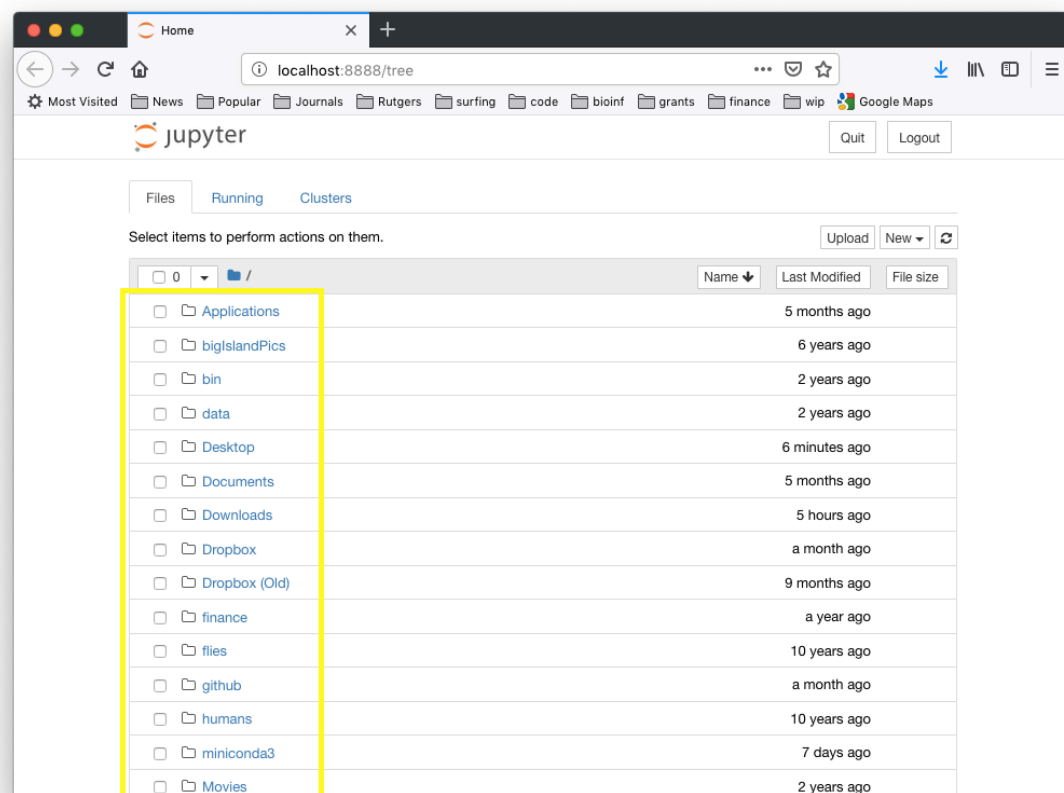 Home
localhost:8888/tree
Most Visited News Popular Journals Rutgers surfing code bioinf grants finance wip Google Maps
jupyter Quit Logout
Files Running Clusters
Select items to perform actions on them. Upload New
0 / Name Last Modified File size
Applications 5 months ago
bigIslandPics 6 years ago
bin 2 years ago
data 2 years ago
Desktop 6 minutes ago
Documents 5 months ago
Downloads 5 hours ago
Dropbox a month ago
Dropbox (Old) 9 months ago
finance a year ago
flies 10 years ago
github a month ago
humans 10 years ago
miniconda3 7 days ago
Movies 2 years ago